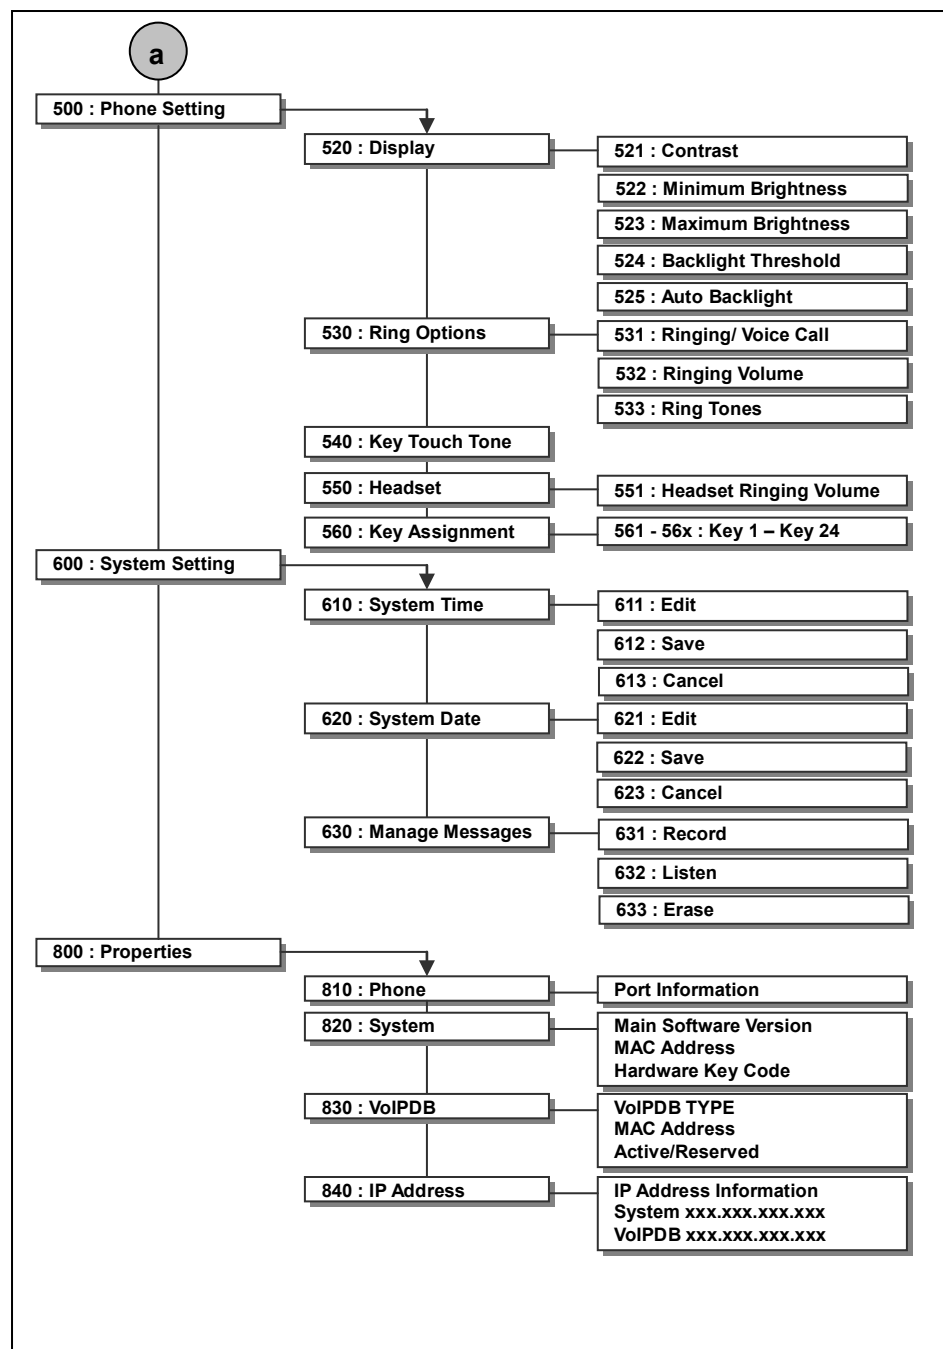 a
500 : Phone Setting
520 : Display
521 : Contrast
522 : Minimum Brightness
523 : Maximum Brightness
524 : Backlight Threshold
525 : Auto Backlight
530 : Ring Options
531 : Ringing/ Voice Call
532 : Ringing Volume
533 : Ring Tones
540 : Key Touch Tone
550 : Headset
551 : Headset Ringing Volume
560 : Key Assignment
561 - 56x : Key 1 – Key 24
600 : System Setting
610 : System Time
611 : Edit
612 : Save
613 : Cancel
620 : System Date
621 : Edit
622 : Save
623 : Cancel
630 : Manage Messages
631 : Record
632 : Listen
633 : Erase
800 : Properties
810 : Phone
Port Information
820 : System
Main Software Version
MAC Address
Hardware Key Code
830 : VoIPDB
VoIPDB TYPE
MAC Address
Active/Reserved
840 : IP Address
IP Address Information
System xxx.xxx.xxx.xxx
VoIPDB xxx.xxx.xxx.xxx